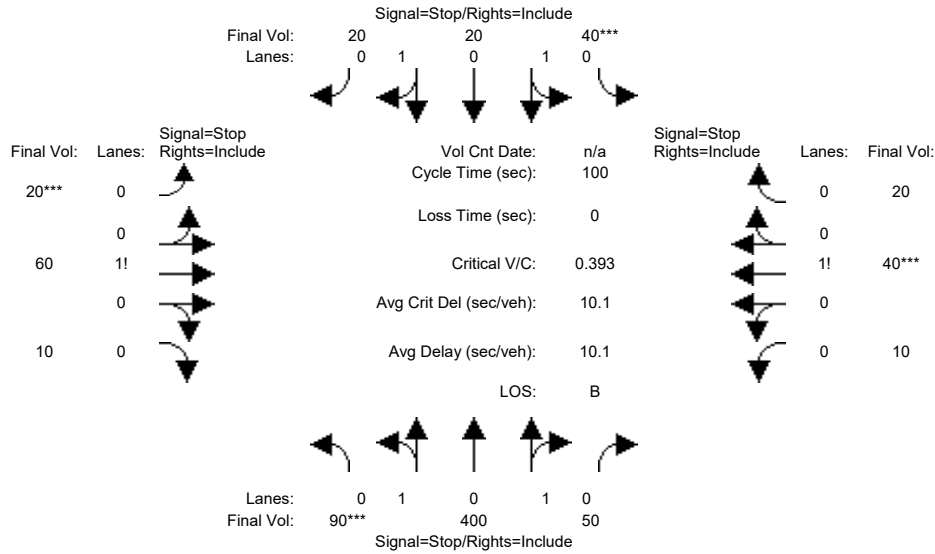 Signal=Stop/Rights=Include
Final Vol: 20 20 40***
Lanes: 0 1 0 1 0
Signal=Stop
Final Vol: Lanes: Rights=Include
Vol Cnt Date: n/a
Signal=Stop
Rights=Include Lanes: Final Vol:
Cycle Time (sec): 100
20*** 0
0 20
Loss Time (sec): 0
0
0
60 1!
Critical V/C: 0.393
1! 40***
0
Avg Crit Del (sec/veh): 10.1
0
10 0
Avg Delay (sec/veh): 10.1
0 10
LOS: B
Lanes: 0 1 0 1 0
Final Vol: 90*** 400 50
Signal=Stop/Rights=Include